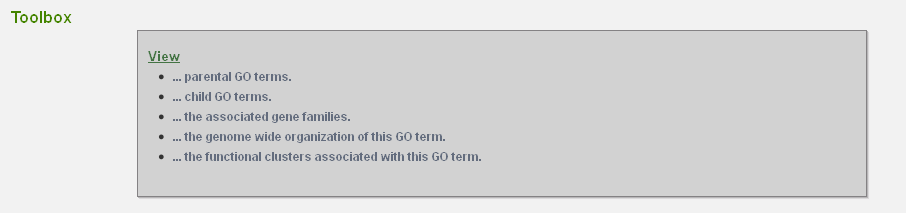 Toolbox
View
... parental GO terms.
... child GO terms.
... the associated gene families.
... the genome wide organization of this GO term.
... the functional clusters associated with this GO term.